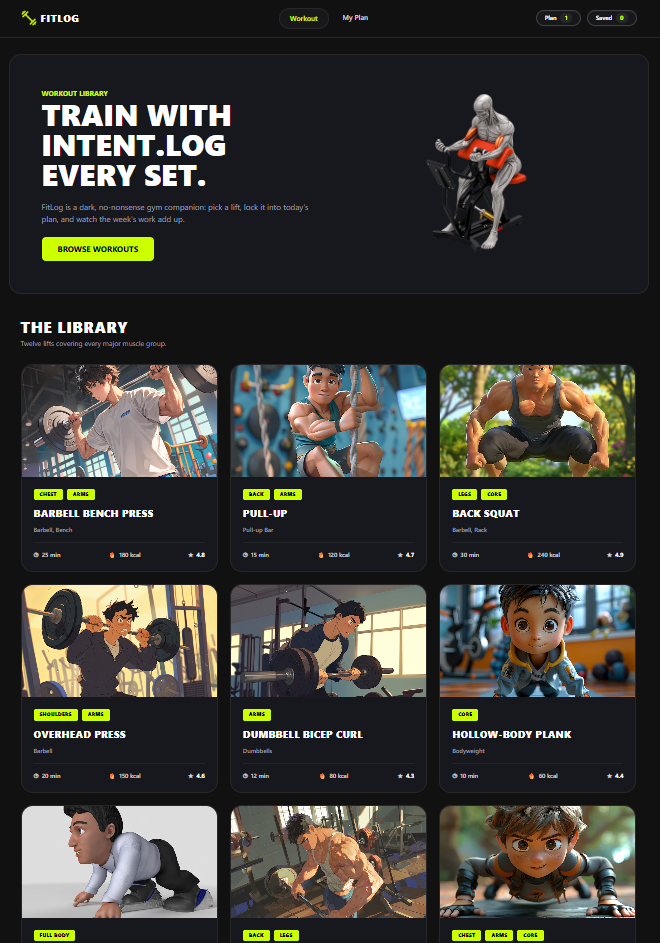 FITLOG
Workout
My Plan
Plan 1
Saved 0
WORKOUT LIBRARY
TRAIN WITH
INTENT.LOG
EVERY SET.
FitLog is a dark, no-nonsense gym companion: pick a lift, lock it into today's
plan, and watch the week's work add up.
BROWSE WORKOUTS
THE LIBRARY
Twelve lifts covering every major muscle group.
CHEST ARMS
BARBELL BENCH PRESS
Barbell, Bench
25 min 180 kcal ★ 4.8
BACK ARMS
PULL-UP
Pull-up Bar
15 min 120 kcal ★ 4.7
LEGS CORE
BACK SQUAT
Barbell, Rack
30 min 240 kcal ★ 4.9
SHOULDERS ARMS
OVERHEAD PRESS
Barbell
20 min 150 kcal ★ 4.6
ARMS
DUMBBELL BICEP CURL
Dumbbells
12 min 80 kcal ★ 4.3
CORE
HOLLOW-BODY PLANK
Bodyweight
10 min 60 kcal ★ 4.4
FULL BODY
BACK LEGS
CHEST ARMS CORE